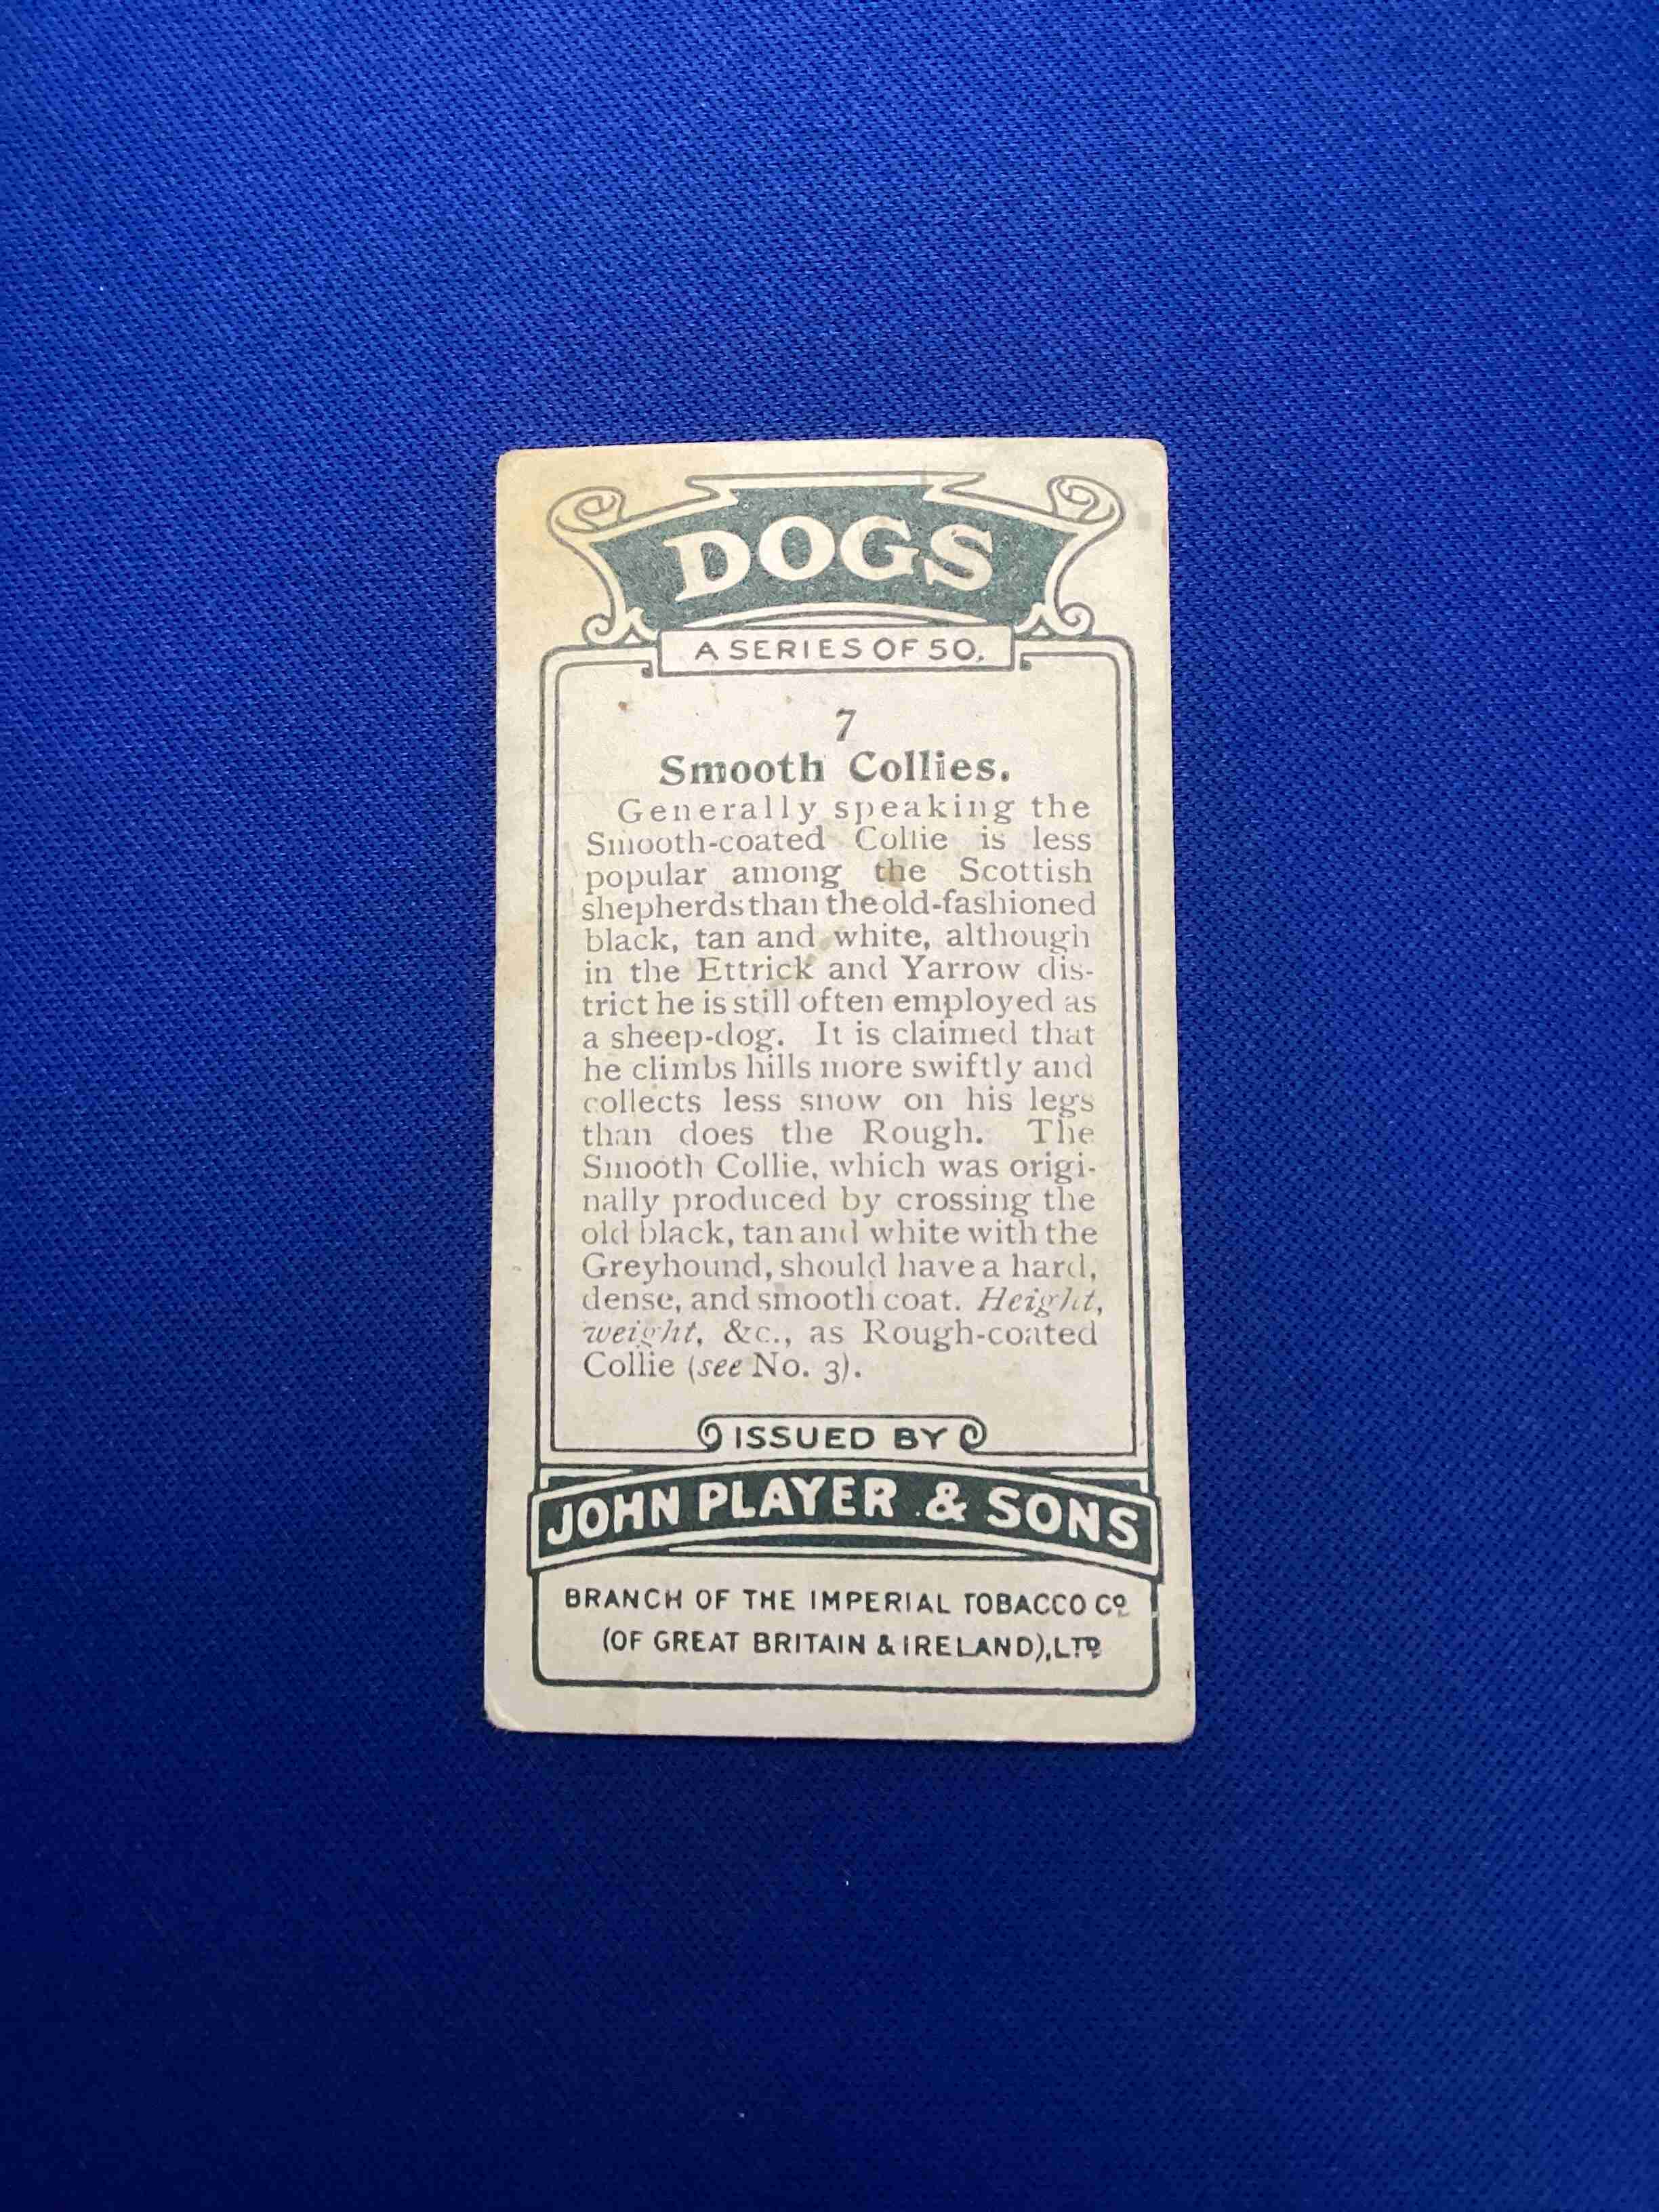 DOGS
A SERIES OF 50.
7
Smooth Collies.
Generally speaking the
Smooth-coated Collie is less
popular among the Scottish
shepherds than the old-fashioned
black, tan and white, although
in the Ettrick and Yarrow dis-
trict he is still often employed as
a sheep-dog. It is claimed that
he climbs hills more swiftly and
collects less snow on his legs
than does the Rough. The
Smooth Collie, which was origi-
nally produced by crossing the
old black, tan and white with the
Greyhound, should have a hard,
dense, and smooth coat. Height,
weight, &c., as Rough-coated
Collie (see No. 3).
ISSUED BY
JOHN PLAYER & SONS
BRANCH OF THE IMPERIAL TOBACCO Cº
(OF GREAT BRITAIN & IRELAND), LTD